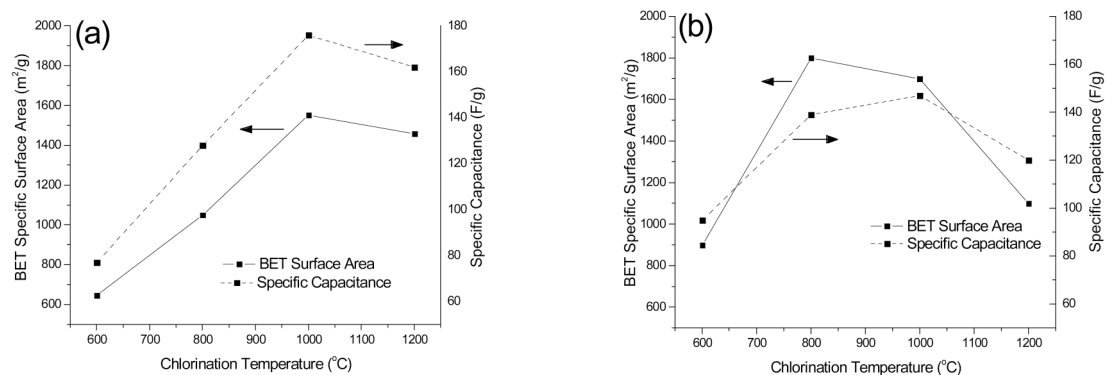 (a)
BET Specific Surface Area (m²/g)
2000
1800
1600
1400
1200
1000
800
600
180
160
140
120
100
80
60
Specific Capacitance (F/g)
BET Surface Area
Specific Capacitance
600 700 800 900 1000 1100 1200
Chlorination Temperature (°C)
(b)
BET Specific Surface Area (m²/g)
2000
1800
1600
1400
1200
1000
800
600
180
160
140
120
100
80
60
Specific Capacitance (F/g)
BET Surface Area
Specific Capacitance
600 700 800 900 1000 1100 1200
Chlorination Temperature (°C)